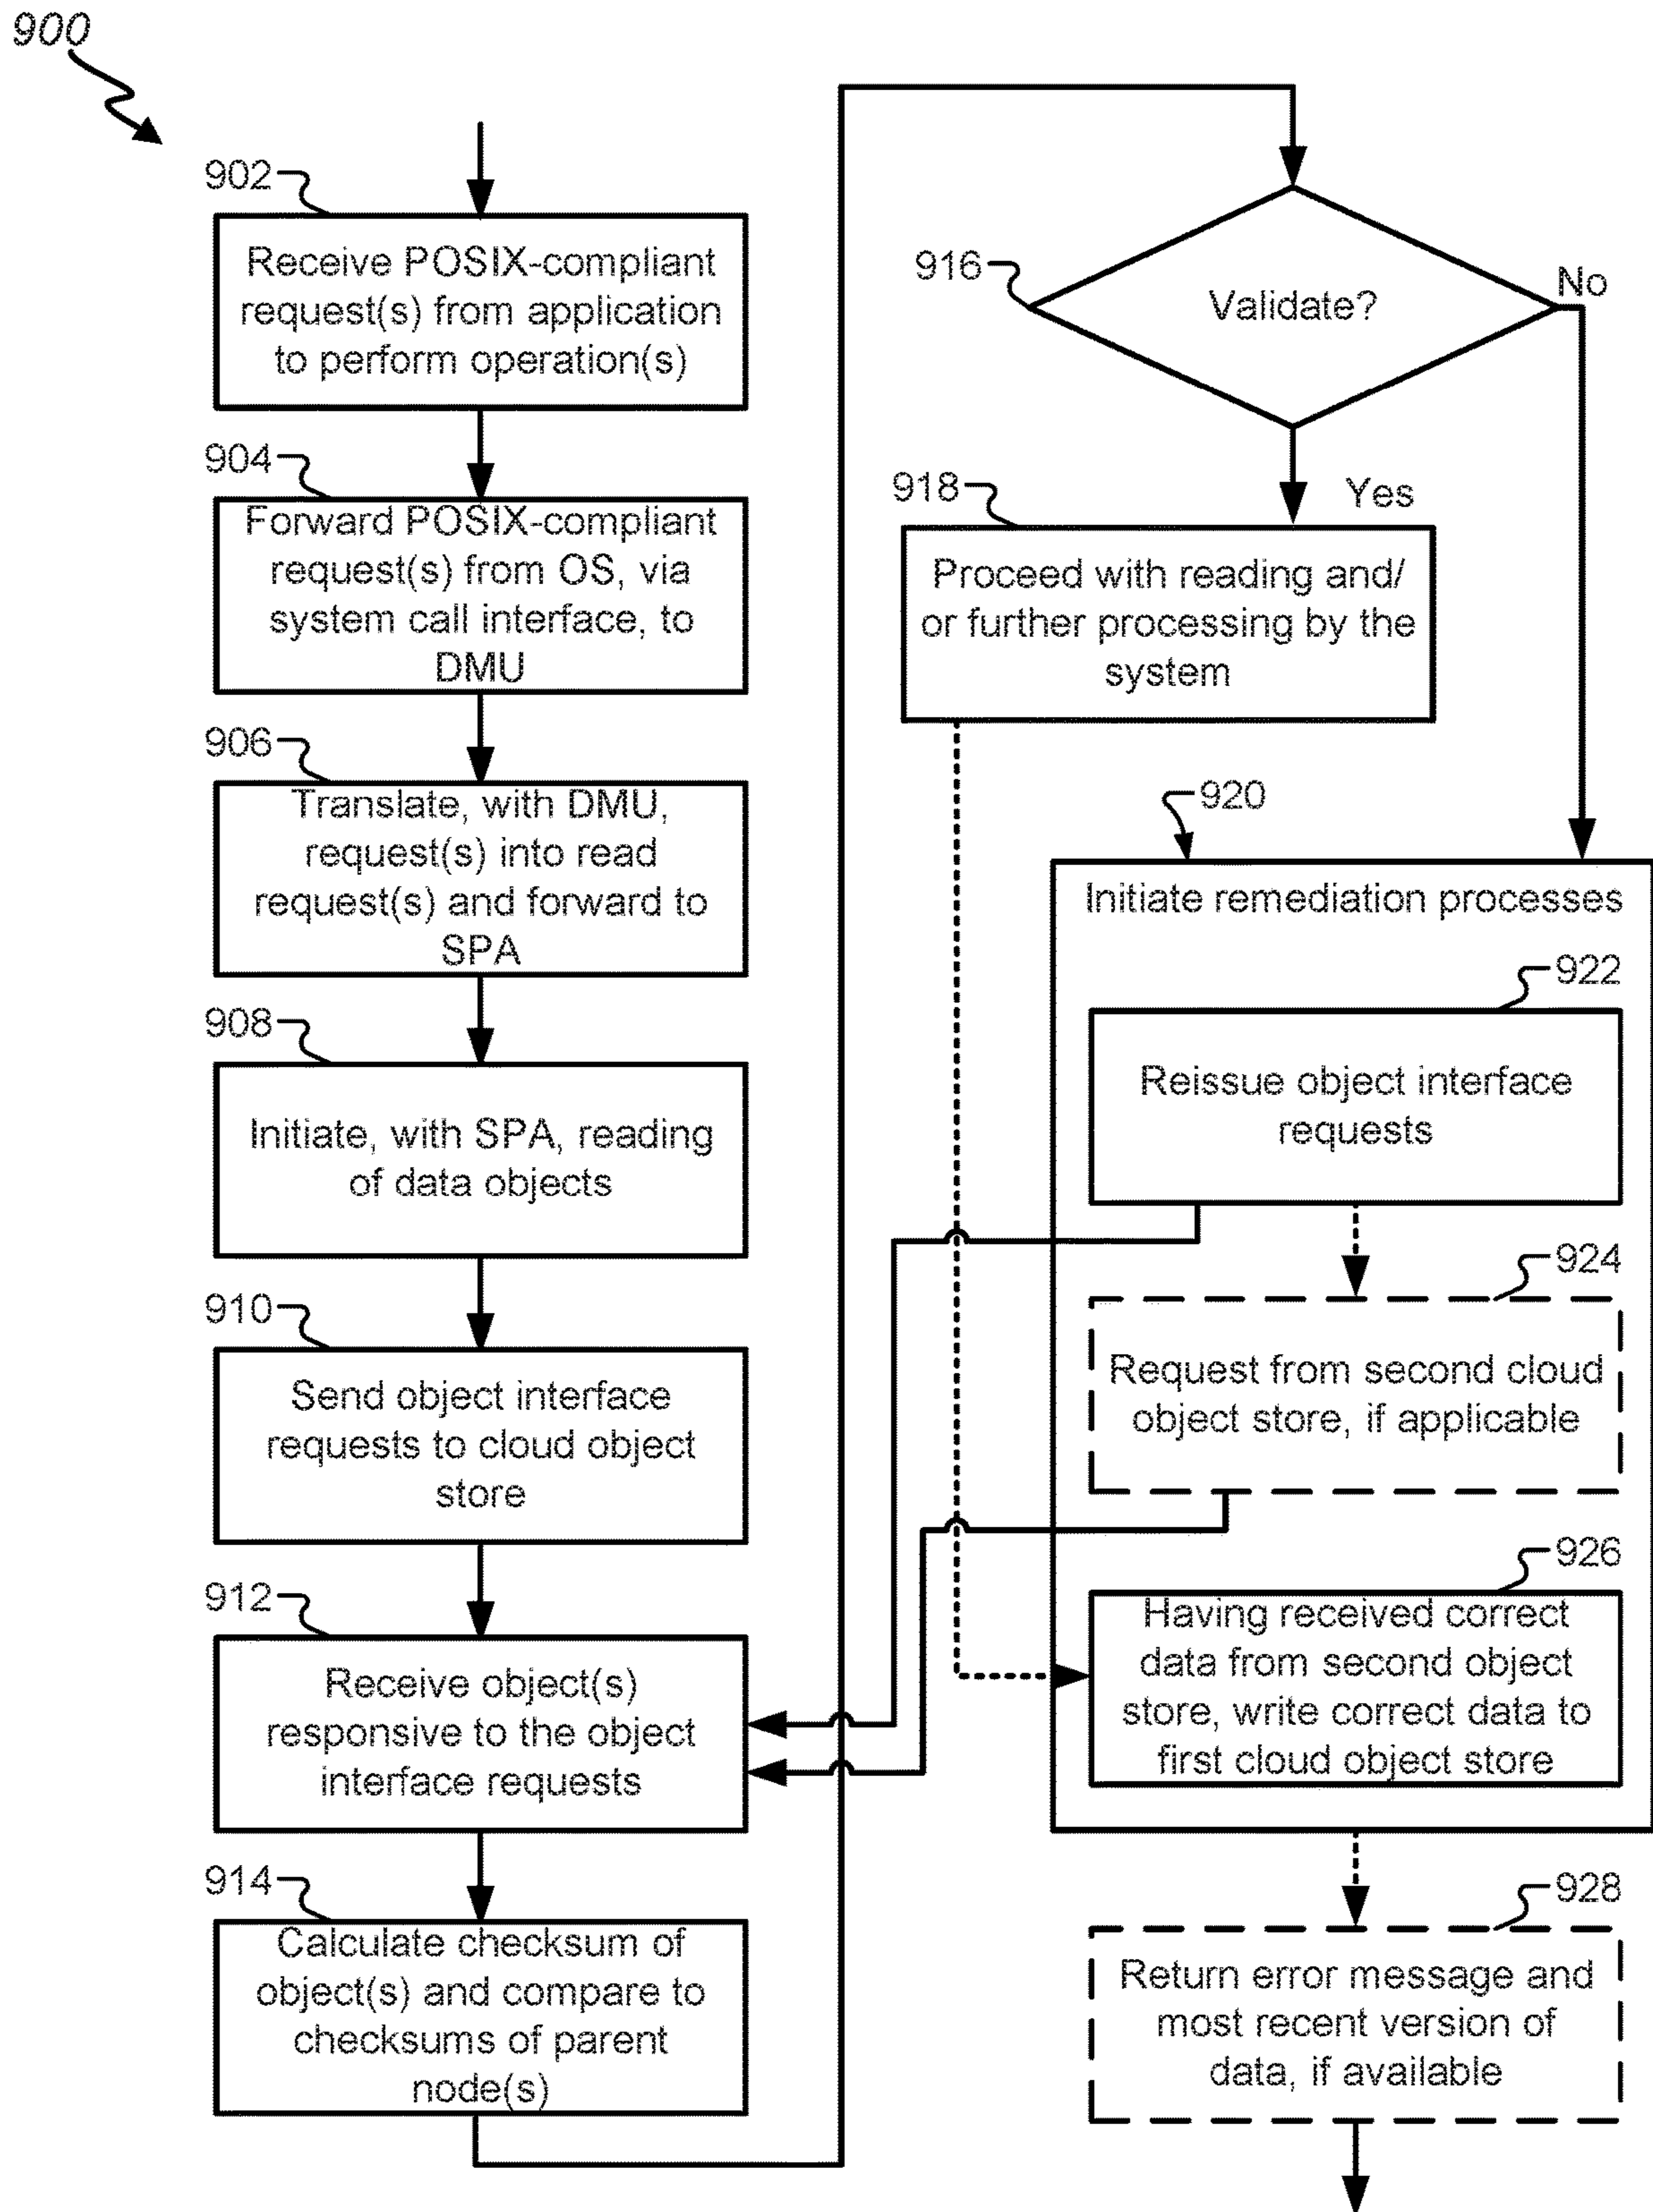 900
902
Receive POSIX-compliant
request(s) from application
to perform operation(s)
904
Forward POSIX-compliant
request(s) from OS, via
system call interface, to
DMU
906
Translate, with DMU,
request(s) into read
request(s) and forward to
SPA
908
Initiate, with SPA, reading
of data objects
910
Send object interface
requests to cloud object
store
912
Receive object(s)
responsive to the object
interface requests
914
Calculate checksum of
object(s) and compare to
checksums of parent
node(s)
916
Validate?
No
Yes
918
Proceed with reading and/
or further processing by the
system
920
Initiate remediation processes
922
Reissue object interface
requests
924
Request from second cloud
object store, if applicable
926
Having received correct
data from second object
store, write correct data to
first cloud object store
928
Return error message and
most recent version of
data, if available